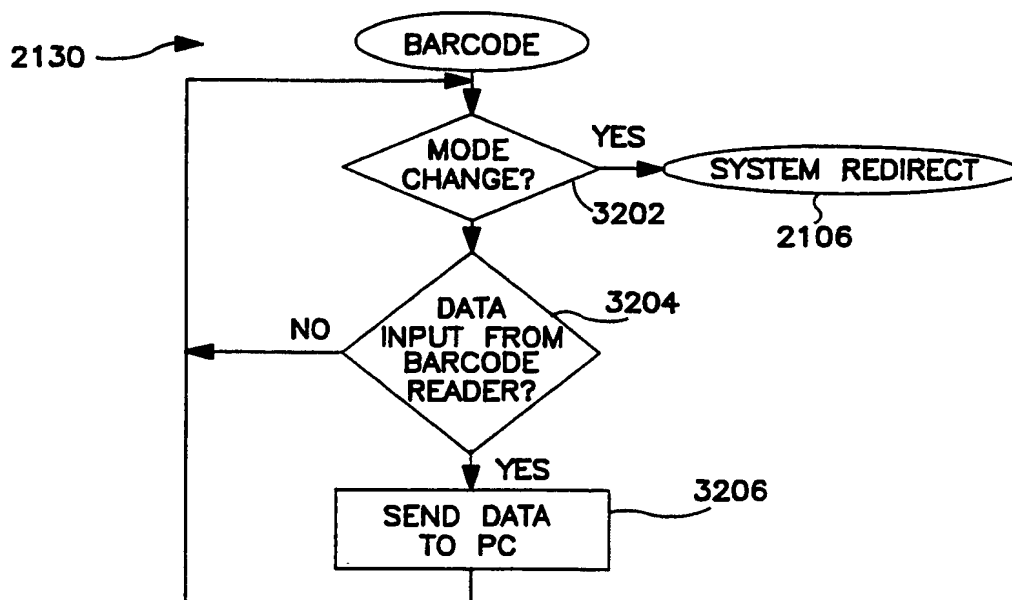 2130
BARCODE
MODE
CHANGE?
YES
3202
SYSTEM REDIRECT
2106
DATA
INPUT FROM
BARCODE
READER?
3204
NO
YES
SEND DATA
TO PC
3206